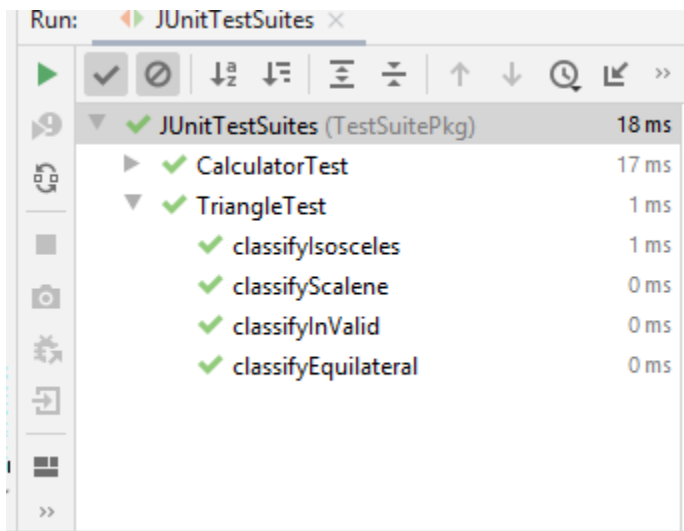 Run: JUnitTestSuites
JUnitTestSuites (TestSuitePkg) 18 ms
CalculatorTest 17 ms
TriangleTest 1 ms
classifyIsosceles 1 ms
classifyScalene 0 ms
classifyInValid 0 ms
classifyEquilateral 0 ms